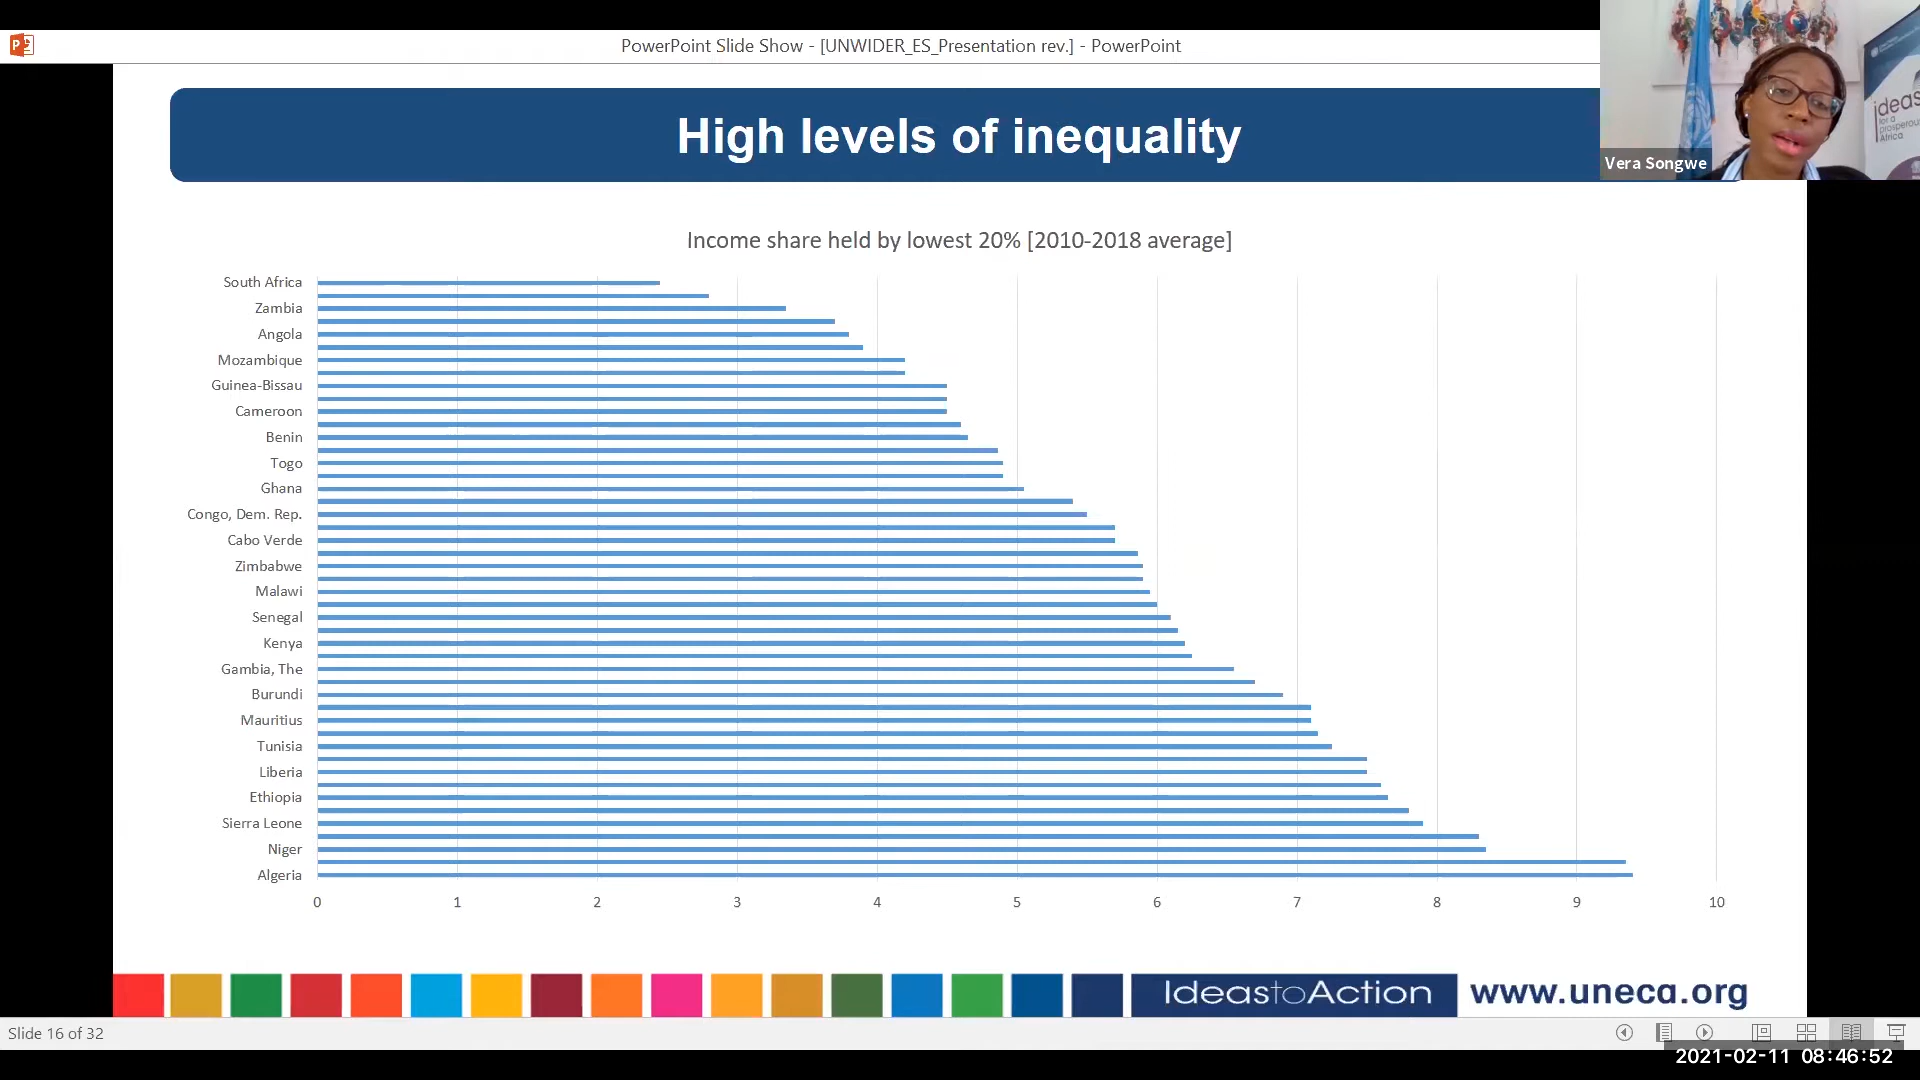 PowerPoint Slide Show - [UNWIDER_ES_Presentation rev.] - PowerPoint
High levels of inequality
ideas
for a
prosperous
Africa
Vera Songwe
Income share held by lowest 20% [2010-2018 average]
South Africa
Zambia
Angola
Mozambique
Guinea-Bissau
Cameroon
Benin
Togo
Ghana
Congo, Dem. Rep.
Cabo Verde
Zimbabwe
Malawi
Senegal
Kenya
Gambia, The
Burundi
Mauritius
Tunisia
Liberia
Ethiopia
Sierra Leone
Niger
Algeria
0 1 2 3 4 5 6 7 8 9 10
IdeastoAction www.uneca.org
Slide 16 of 32
2021-02-11 08:46:52